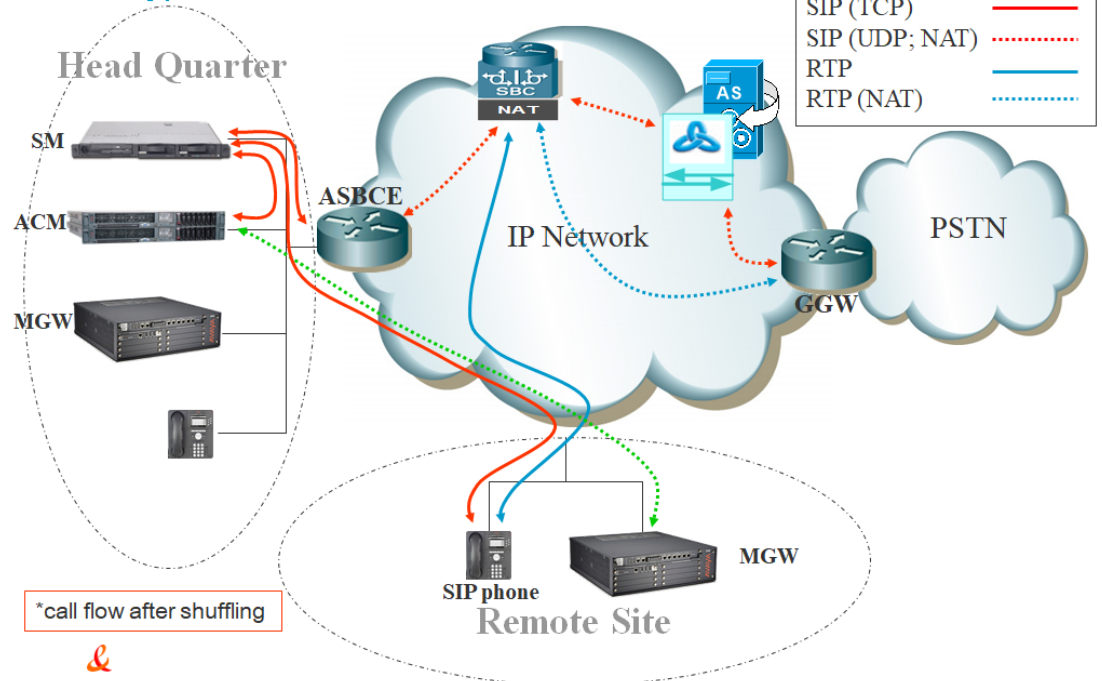 SIP (TCP)
SIP (UDP; NAT)
RTP
RTP (NAT)
Head Quarter
SBC
NAT
AS
SM
ASBCE
ACM
IP Network
PSTN
GGW
MGW
SIP phone
MGW
Remote Site
*call flow after shuffling
&